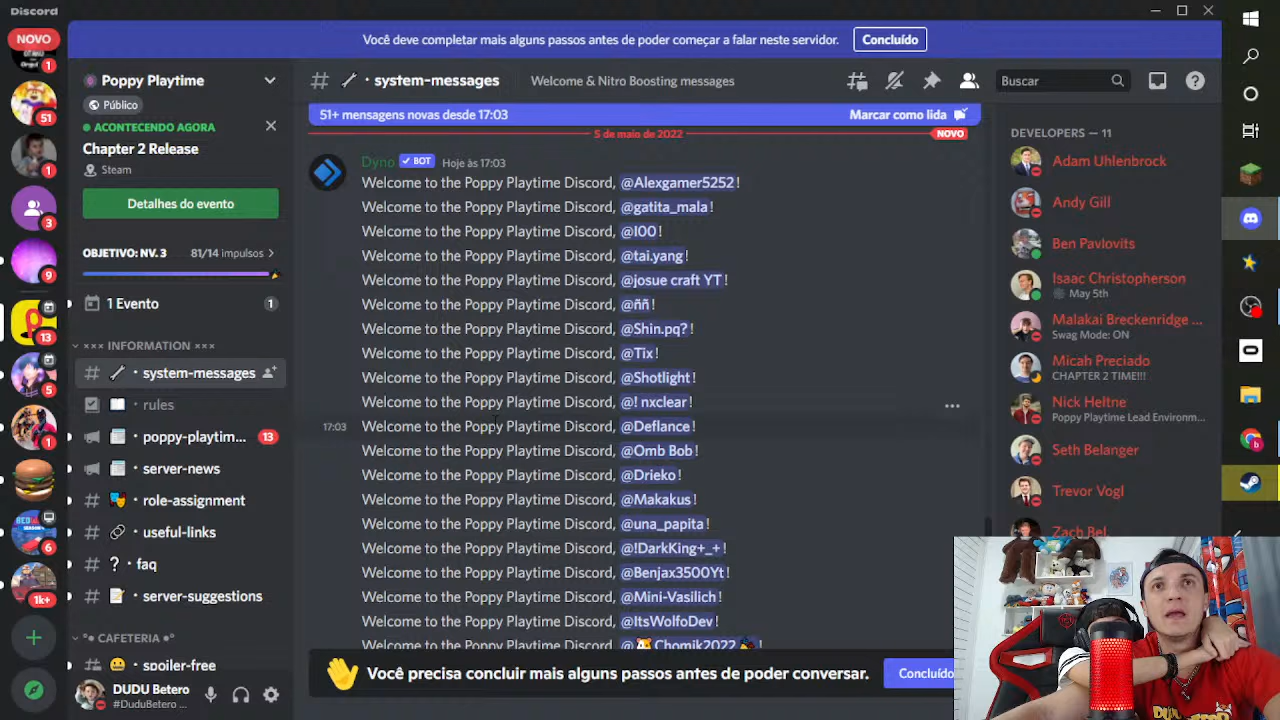 Discord
NOVO
1
51
1
3
9
13
5
1
6
1k+
Você deve completar mais alguns passos antes de poder começar a falar neste servidor.
Concluído
Poppy Playtime
Público
ACONTECENDO AGORA
Chapter 2 Release
Steam
Detalhes do evento
OBJETIVO: NV. 3
81/14 impulsos
1 Evento
1
××× INFORMATION ×××
system-messages
rules
poppy-playtim...
13
server-news
role-assignment
useful-links
faq
server-suggestions
CAFETERIA
spoiler-free
DUDU Betero
#DuduBetero ...
system-messages
Welcome & Nitro Boosting messages
Buscar
51+ mensagens novas desde 17:03
Marcar como lida
5 de maio de 2022
NOVO
Dyno BOT Hoje às 17:03
Welcome to the Poppy Playtime Discord, @Alexgamer5252!
Welcome to the Poppy Playtime Discord, @gatita_mala!
Welcome to the Poppy Playtime Discord, @IOO!
Welcome to the Poppy Playtime Discord, @tai.yang!
Welcome to the Poppy Playtime Discord, @josue craft YT!
Welcome to the Poppy Playtime Discord, @ññ!
Welcome to the Poppy Playtime Discord, @Shin.pq?!
Welcome to the Poppy Playtime Discord, @Tix!
Welcome to the Poppy Playtime Discord, @Shotlight!
Welcome to the Poppy Playtime Discord, @! nxclear!
17:03 Welcome to the Poppy Playtime Discord, @Deflance!
Welcome to the Poppy Playtime Discord, @Omb Bob!
Welcome to the Poppy Playtime Discord, @Drieko!
Welcome to the Poppy Playtime Discord, @Makakus!
Welcome to the Poppy Playtime Discord, @una_papita!
Welcome to the Poppy Playtime Discord, @!DarkKing+_+!
Welcome to the Poppy Playtime Discord, @Benjax3500Yt!
Welcome to the Poppy Playtime Discord, @Mini-Vasilich!
Welcome to the Poppy Playtime Discord, @ItsWolfoDev!
Welcome to the Poppy Playtime Discord, @🐹Chomik2022🎩!
Você precisa concluir mais alguns passos antes de poder conversar.
Concluído
DEVELOPERS — 11
Adam Uhlenbrock
Andy Gill
Ben Pavlovits
Isaac Christopherson
May 5th
Malakai Breckenridge ...
Swag Mode: ON
Micah Preciado
CHAPTER 2 TIME!!!
Nick Heltne
Poppy Playtime Lead Environm...
Seth Belanger
Trevor Vogl
Zach Bel